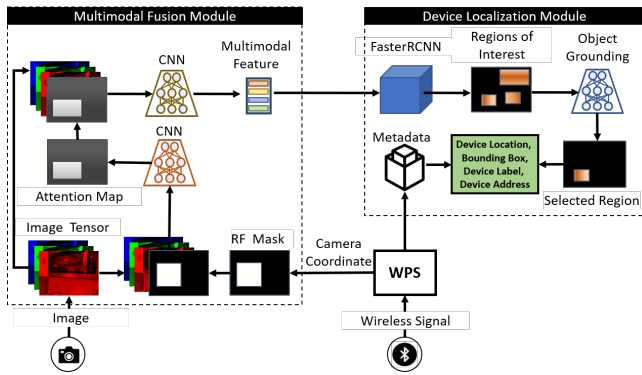 Multimodal Fusion Module
Device Localization Module
CNN
Multimodal
Feature
FasterRCNN
Regions of
Interest
Object
Grounding
CNN
Metadata
Device Location,
Bounding Box,
Device Label,
Device Address
Attention Map
Selected Region
Image Tensor
RF Mask
Camera
Coordinate
WPS
Image
Wireless Signal